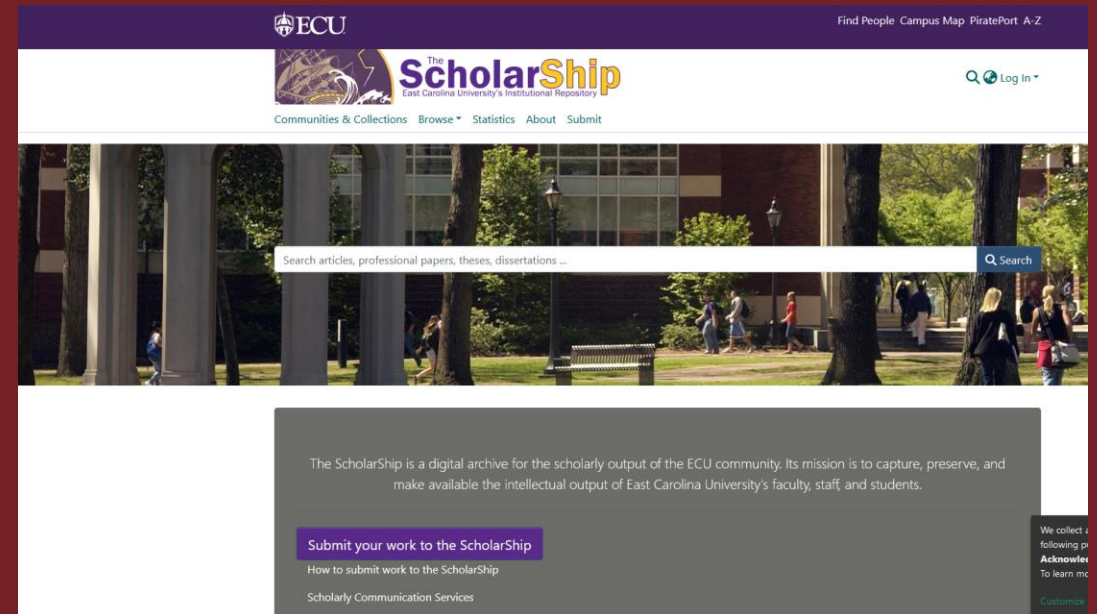 ECU
Find People Campus Map PiratePort A-Z
The
ScholarShip
East Carolina University's Institutional Repository
Log In
Communities & Collections Browse Statistics About Submit
Search articles, professional papers, theses, dissertations ...
Search
The ScholarShip is a digital archive for the scholarly output of the ECU community. Its mission is to capture, preserve, and
make available the intellectual output of East Carolina University's faculty, staff, and students.
Submit your work to the ScholarShip
How to submit work to the ScholarShip
Scholarly Communication Services
We collect a
following p
Acknowled
To learn mo
Customize